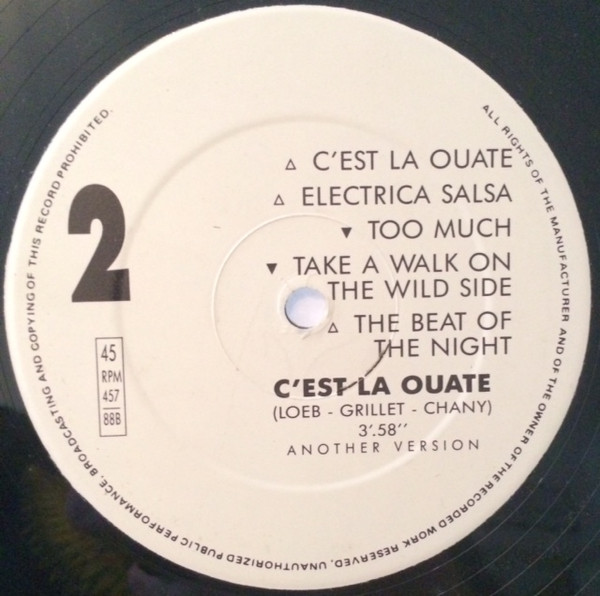 2
△ C'EST LA OUATE
△ ELECTRICA SALSA
▼ TOO MUCH
▼ TAKE A WALK ON
THE WILD SIDE
△ THE BEAT OF
THE NIGHT
C'EST LA OUATE
(LOEB - GRILLET - CHANY)
3'.58''
ANOTHER VERSION
45
RPM
457
88B
ALL RIGHTS OF THE MANUFACTURER AND OF THE OWNER OF THE RECORDED WORK RESERVED. UNAUTHORIZED PUBLIC PERFORMANCE, BROADCASTING AND COPYING OF THIS RECORD PROHIBITED.